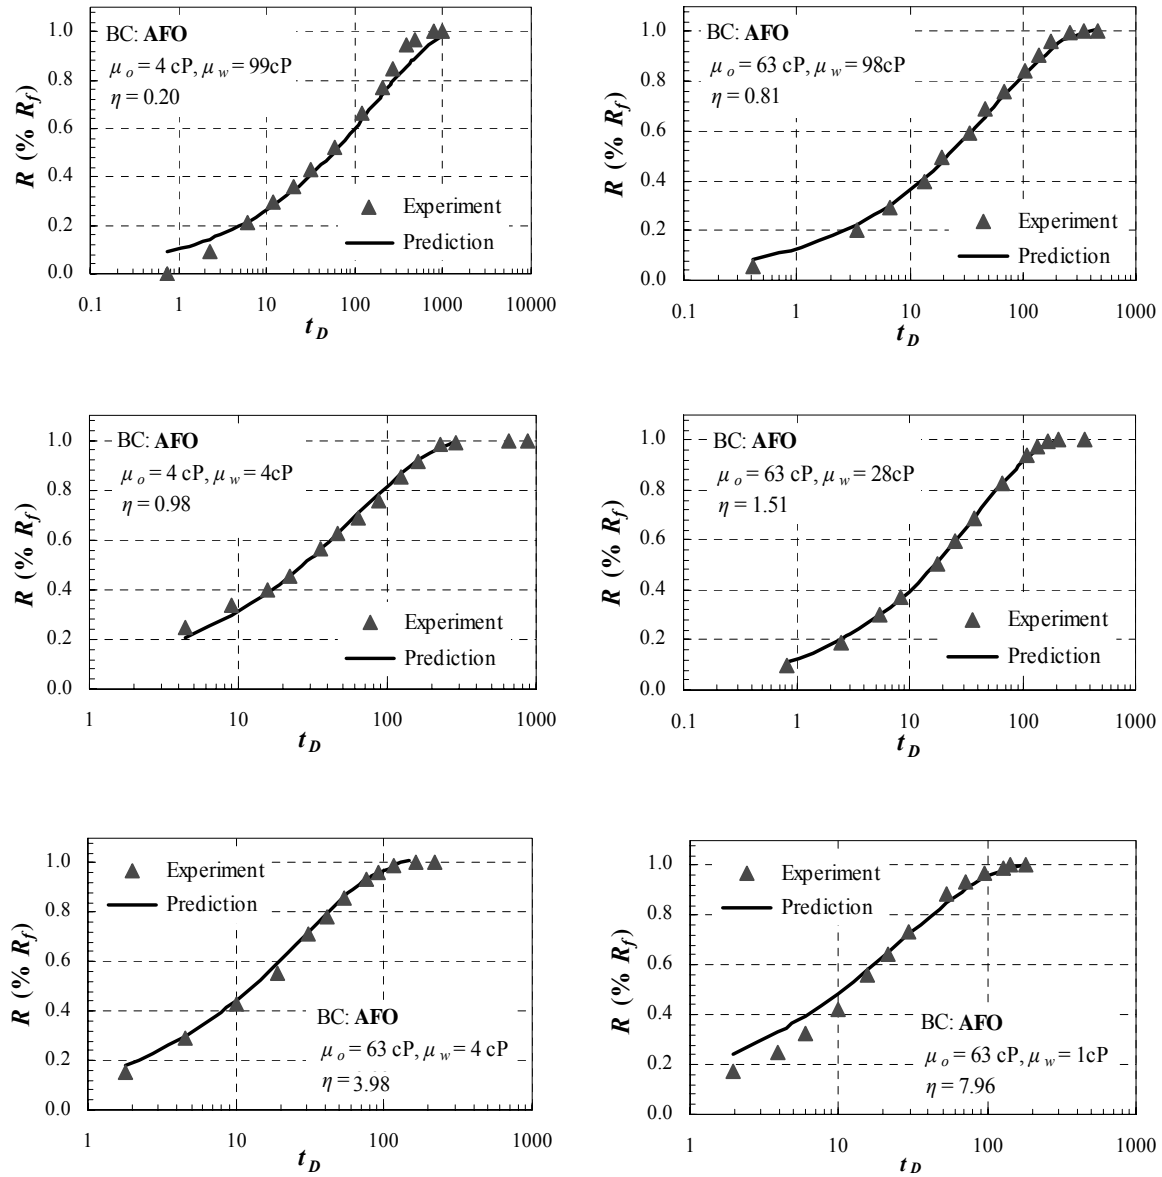 BC: AFO
μo = 4 cP, μw = 99cP
η = 0.20
Experiment
Prediction
R (% Rf)
1.0
0.8
0.6
0.4
0.2
0.0
0.1 1 10 100 1000 10000
tD
BC: AFO
μo = 63 cP, μw = 98cP
η = 0.81
Experiment
Prediction
R (% Rf)
1.0
0.8
0.6
0.4
0.2
0.0
0.1 1 10 100 1000
tD
BC: AFO
μo = 4 cP, μw = 4cP
η = 0.98
Experiment
Prediction
R (% Rf)
1.0
0.8
0.6
0.4
0.2
0.0
1 10 100 1000
tD
BC: AFO
μo = 63 cP, μw = 28cP
η = 1.51
Experiment
Prediction
R (% Rf)
1.0
0.8
0.6
0.4
0.2
0.0
0.1 1 10 100 1000
tD
Experiment
Prediction
BC: AFO
μo = 63 cP, μw = 4 cP
η = 3.98
R (% Rf)
1.0
0.8
0.6
0.4
0.2
0.0
1 10 100 1000
tD
Experiment
Prediction
BC: AFO
μo = 63 cP, μw = 1cP
η = 7.96
R (% Rf)
1.0
0.8
0.6
0.4
0.2
0.0
1 10 100 1000
tD